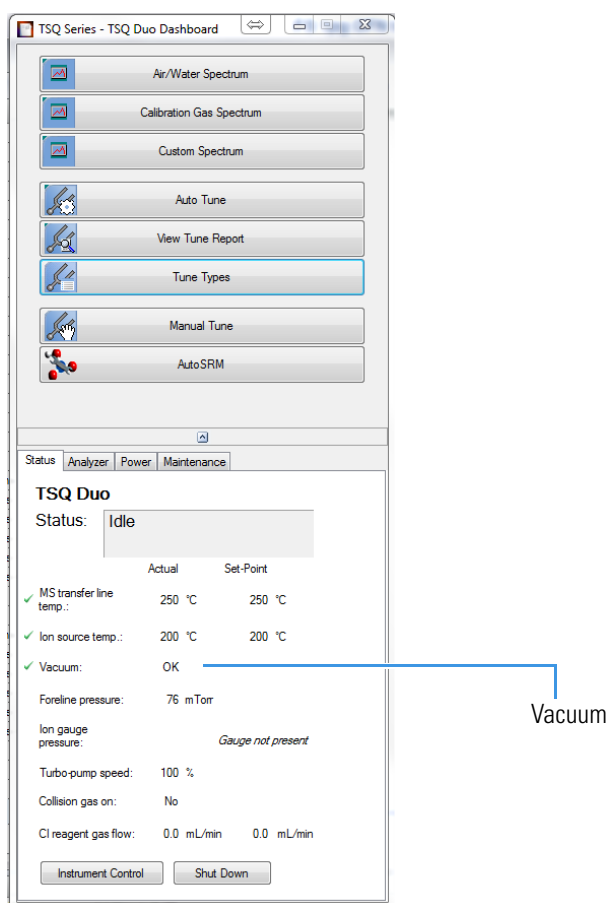 TSQ Series - TSQ Duo Dashboard
Air/Water Spectrum
Calibration Gas Spectrum
Custom Spectrum
Auto Tune
View Tune Report
Tune Types
Manual Tune
AutoSRM
Status Analyzer Power Maintenance
TSQ Duo
Status: Idle
Actual Set-Point
MS transfer line
temp.: 250 °C 250 °C
Ion source temp.: 200 °C 200 °C
Vacuum: OK
Vacuum
Foreline pressure: 76 mTorr
Ion gauge
pressure: Gauge not present
Turbo-pump speed: 100 %
Collision gas on: No
CI reagent gas flow: 0.0 mL/min 0.0 mL/min
Instrument Control Shut Down